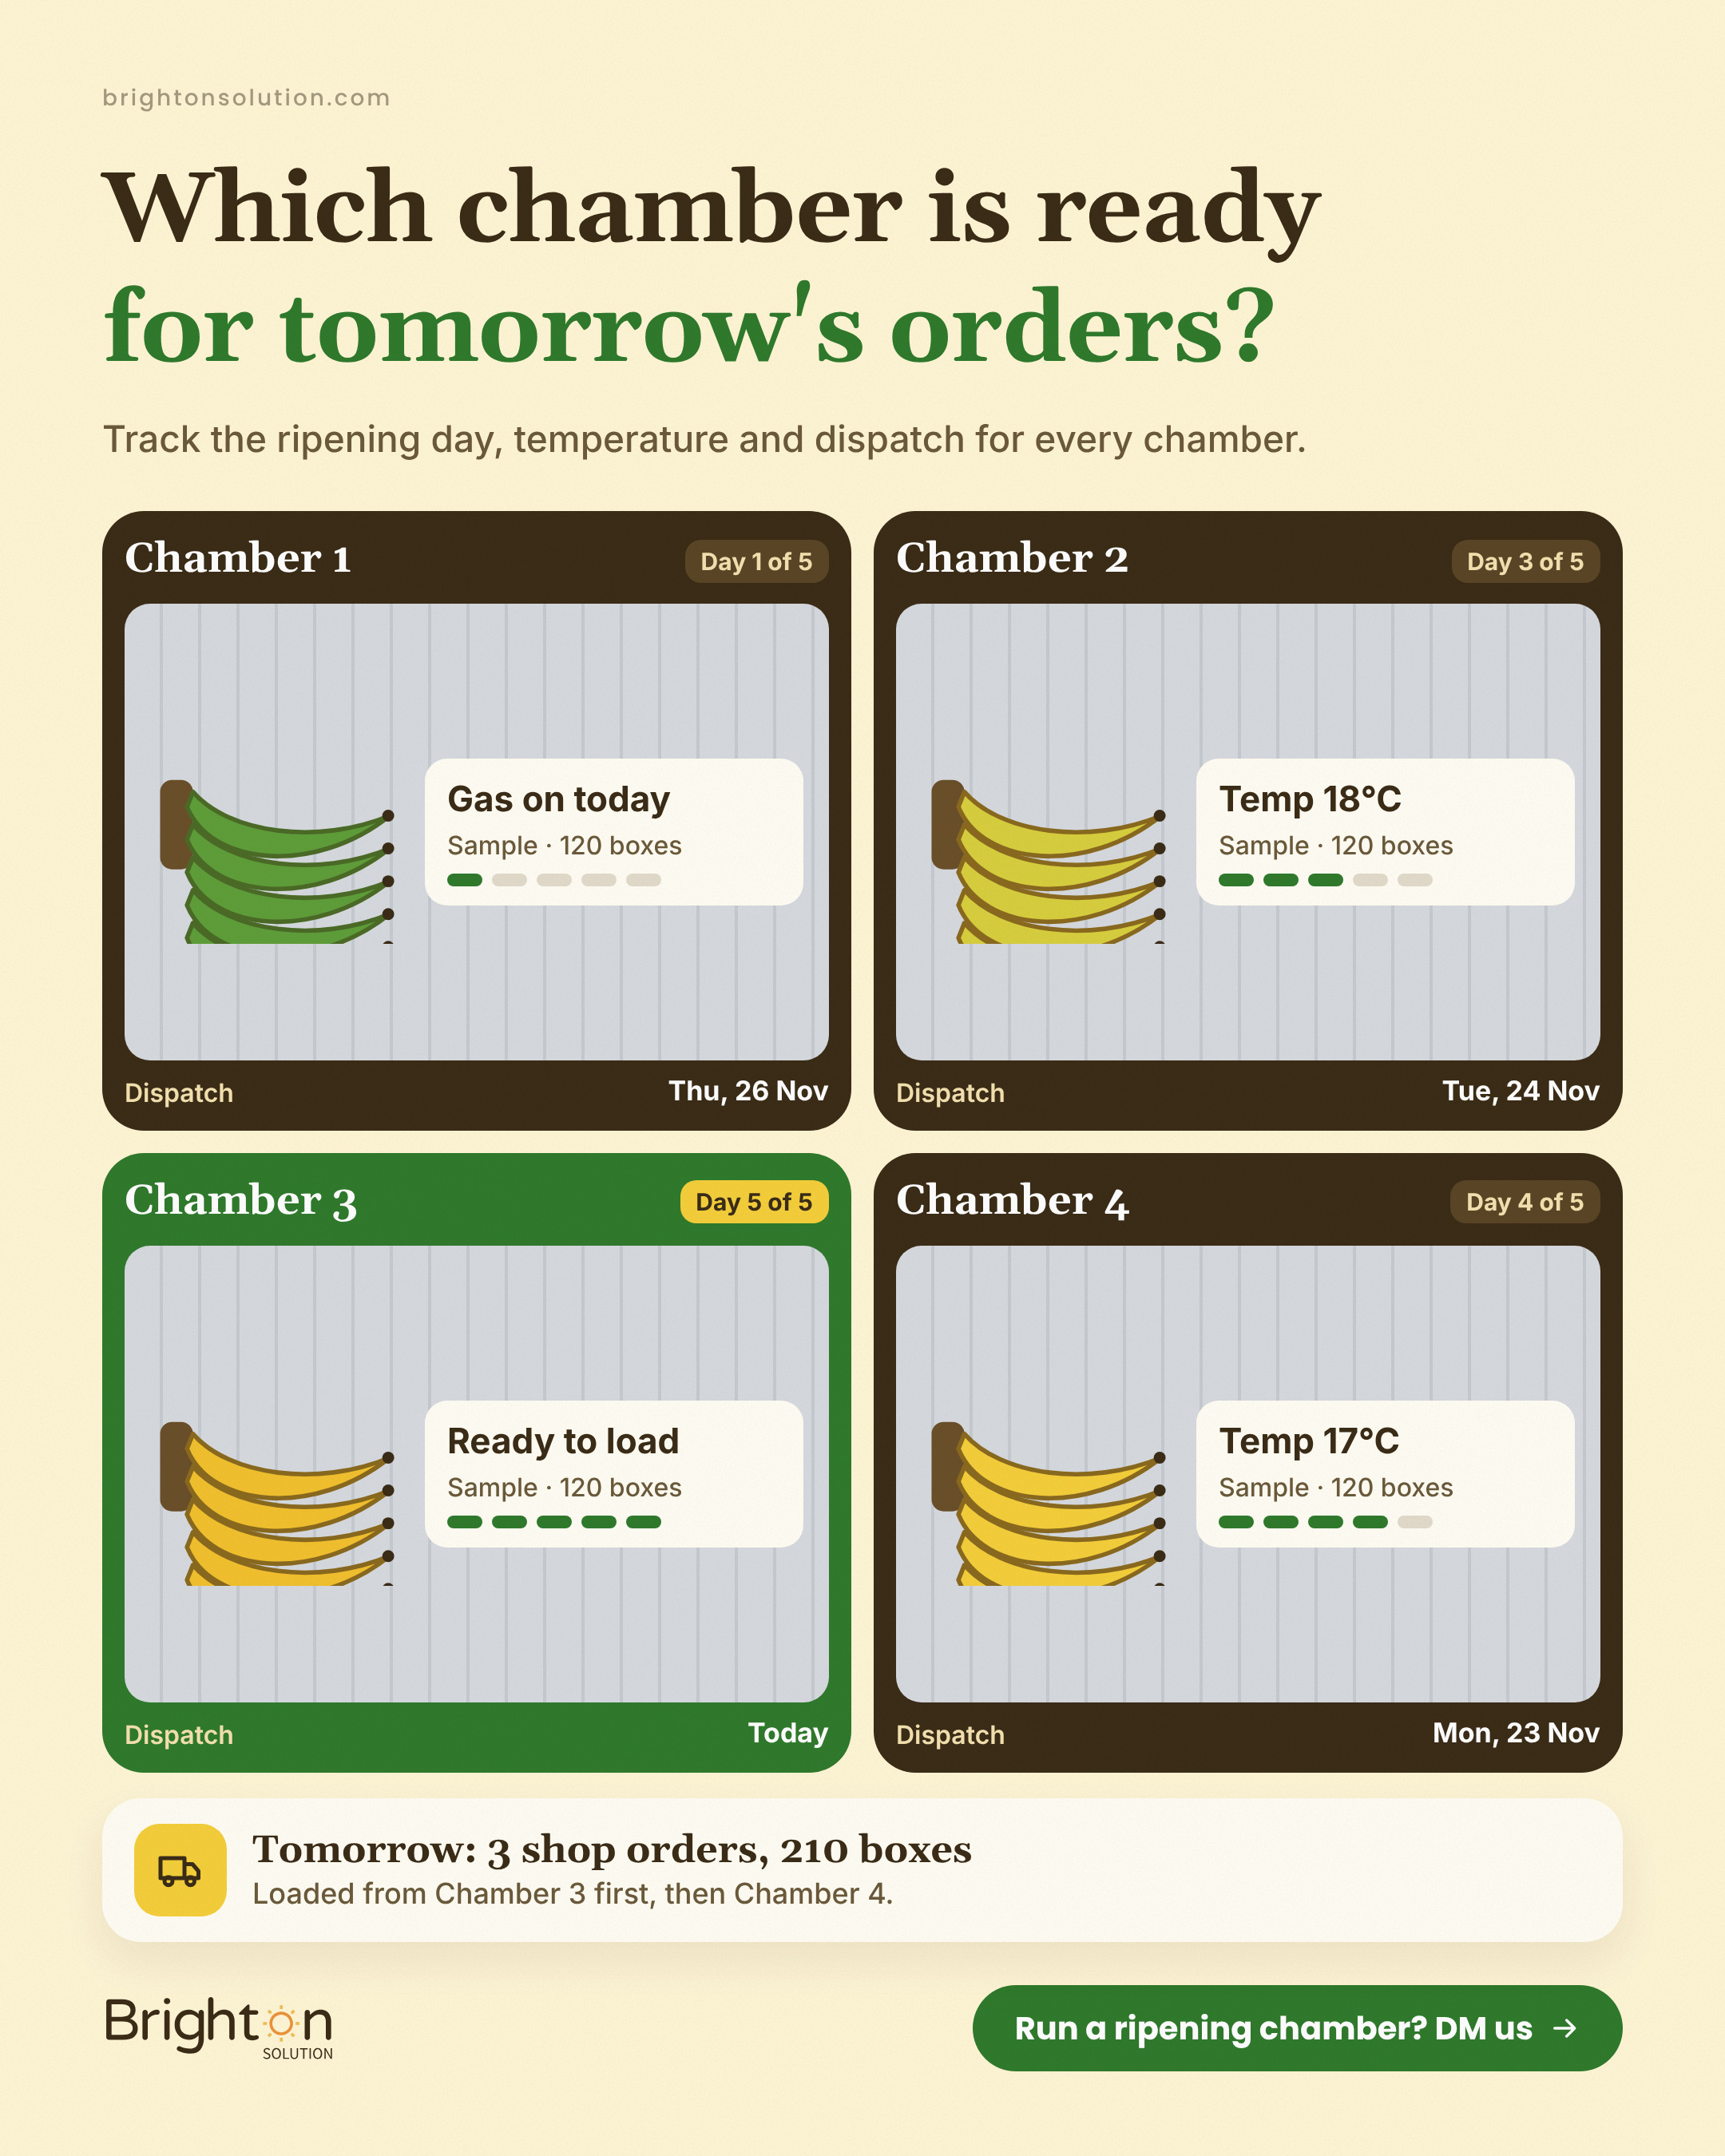 brightonsolution.com
Which chamber is ready
for tomorrow's orders?
Track the ripening day, temperature and dispatch for every chamber.
Chamber 1
Day 1 of 5
Gas on today
Sample · 120 boxes
Dispatch
Thu, 26 Nov
Chamber 2
Day 3 of 5
Temp 18°C
Sample · 120 boxes
Dispatch
Tue, 24 Nov
Chamber 3
Day 5 of 5
Ready to load
Sample · 120 boxes
Dispatch
Today
Chamber 4
Day 4 of 5
Temp 17°C
Sample · 120 boxes
Dispatch
Mon, 23 Nov
Tomorrow: 3 shop orders, 210 boxes
Loaded from Chamber 3 first, then Chamber 4.
Brighton
SOLUTION
Run a ripening chamber? DM us →